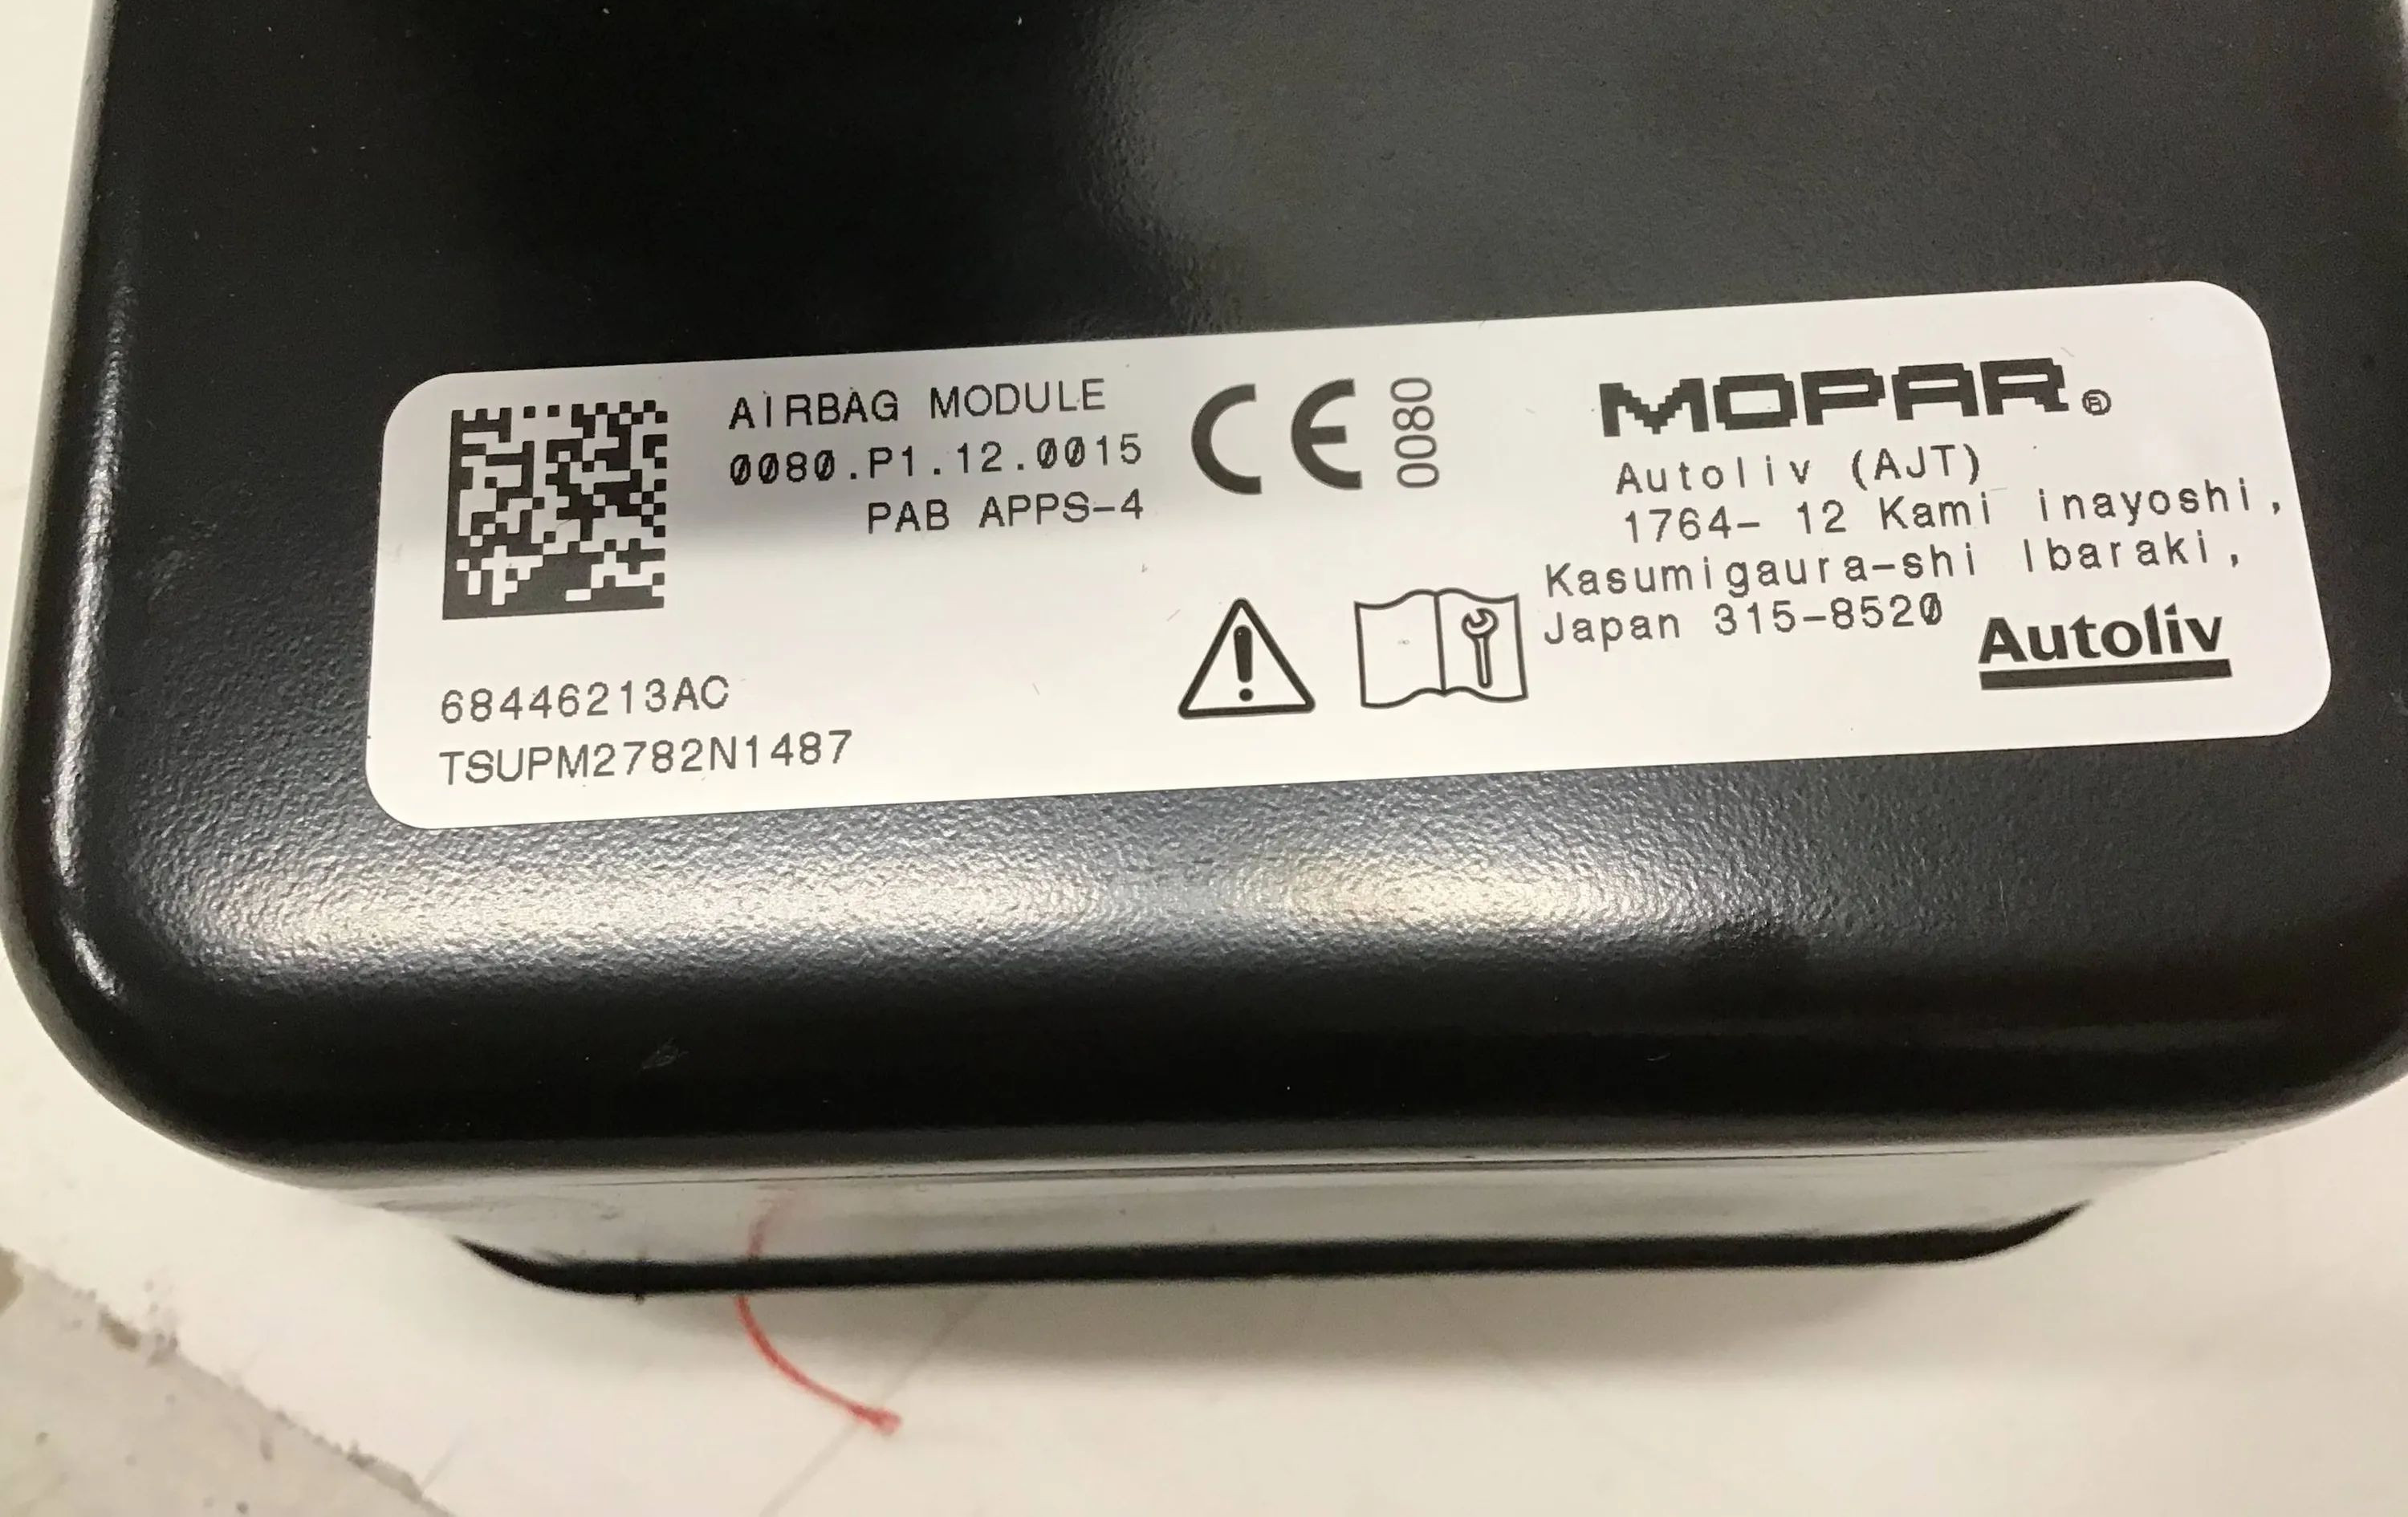 AIRBAG MODULE
0080.P1.12.0015
PAB APPS-4
CE 0080
68446213AC
TSUPM2782N1487
MOPAR®
Autoliv (AJT)
1764- 12 Kami inayoshi,
Kasumigaura-shi Ibaraki,
Japan 315-8520
Autoliv